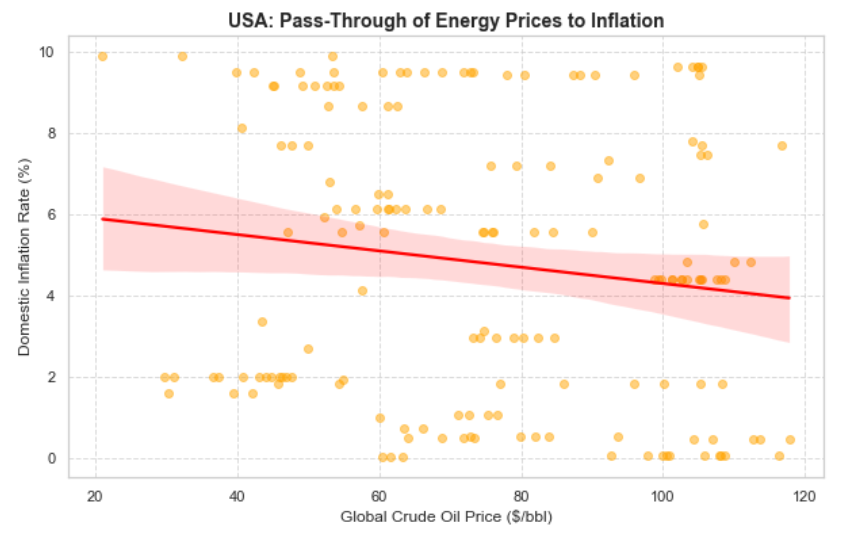 USA: Pass-Through of Energy Prices to Inflation
Domestic Inflation Rate (%)
10
8
6
4
2
0
20 40 60 80 100 120
Global Crude Oil Price ($/bbl)